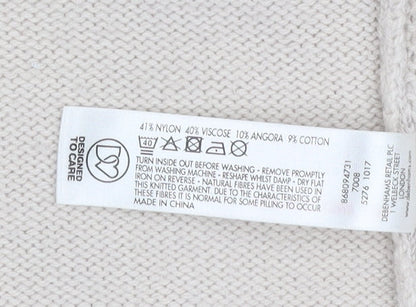 DESIGNED
TO CARE
41% NYLON 40% VISCOSE 10% ANGORA 9% COTTON
40
TURN INSIDE OUT BEFORE WASHING - REMOVE PROMPTLY
FROM WASHING MACHINE - RESHAPE WHILST DAMP - DRY FLAT
IRON ON REVERSE - NATURAL FIBRES HAVE BEEN USED IN
THIS KNITTED GARMENT. DUE TO THE CHARACTERISTICS OF
THESE FIBRES IT IS NORMAL FOR SOME PILLING TO OCCUR
MADE IN CHINA
868094731
7008
5276 1017
DEBENHAMS RETAIL PLC
1 WELBECK STREET
LONDON